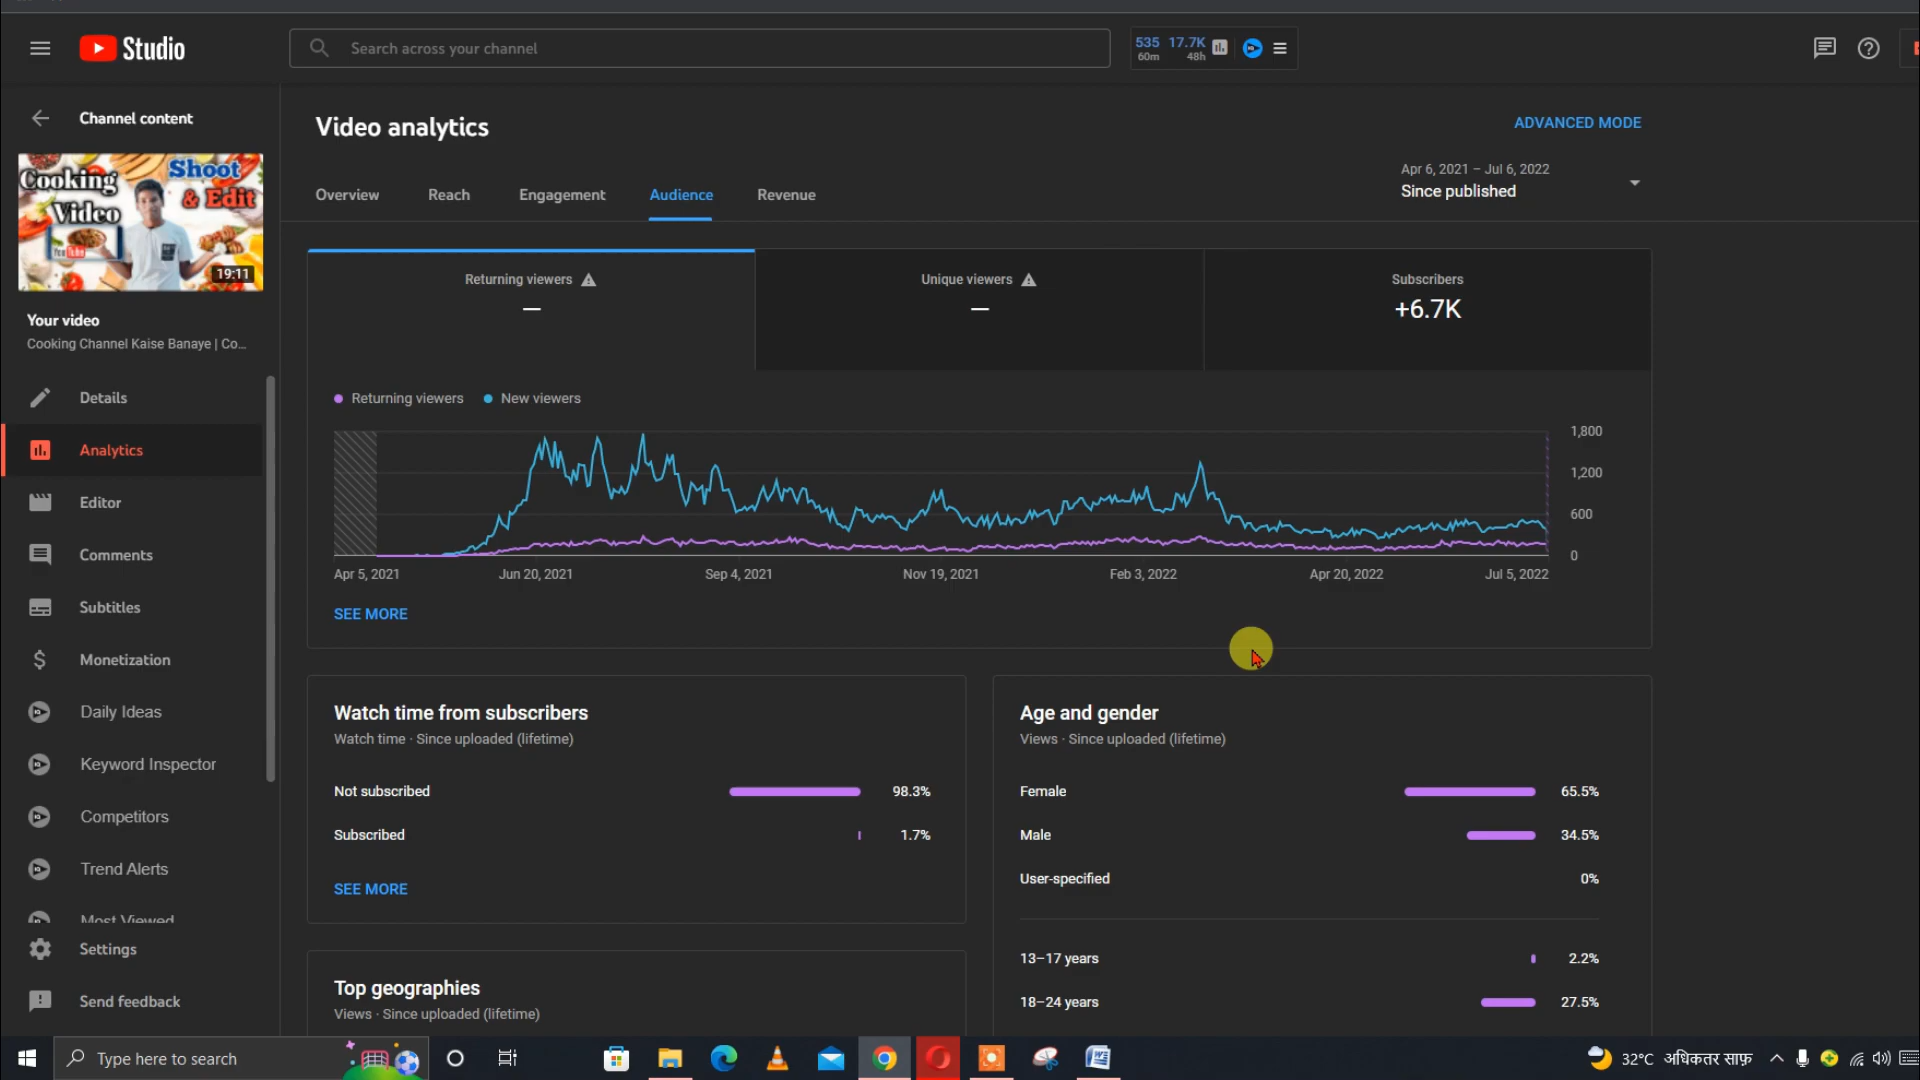 Studio
Search across your channel
535 17.7K
60m 48h
Channel content
Cooking
Video
Shoot
& Edit
YouTube
19:11
Your video
Cooking Channel Kaise Banaye | Co...
Details
Analytics
Editor
Comments
Subtitles
Monetization
Daily Ideas
Keyword Inspector
Competitors
Trend Alerts
Most Viewed
Settings
Send feedback
Video analytics
ADVANCED MODE
Apr 6, 2021 – Jul 6, 2022
Since published
Overview Reach Engagement Audience Revenue
Returning viewers
—
Unique viewers
—
Subscribers
+6.7K
Returning viewers New viewers
1,800
1,200
600
0
Apr 5, 2021 Jun 20, 2021 Sep 4, 2021 Nov 19, 2021 Feb 3, 2022 Apr 20, 2022 Jul 5, 2022
SEE MORE
Watch time from subscribers
Watch time · Since uploaded (lifetime)
Not subscribed 98.3%
Subscribed 1.7%
SEE MORE
Top geographies
Views · Since uploaded (lifetime)
Age and gender
Views · Since uploaded (lifetime)
Female 65.5%
Male 34.5%
User-specified 0%
13–17 years 2.2%
18–24 years 27.5%
Type here to search
32°C अधिकतर साफ़